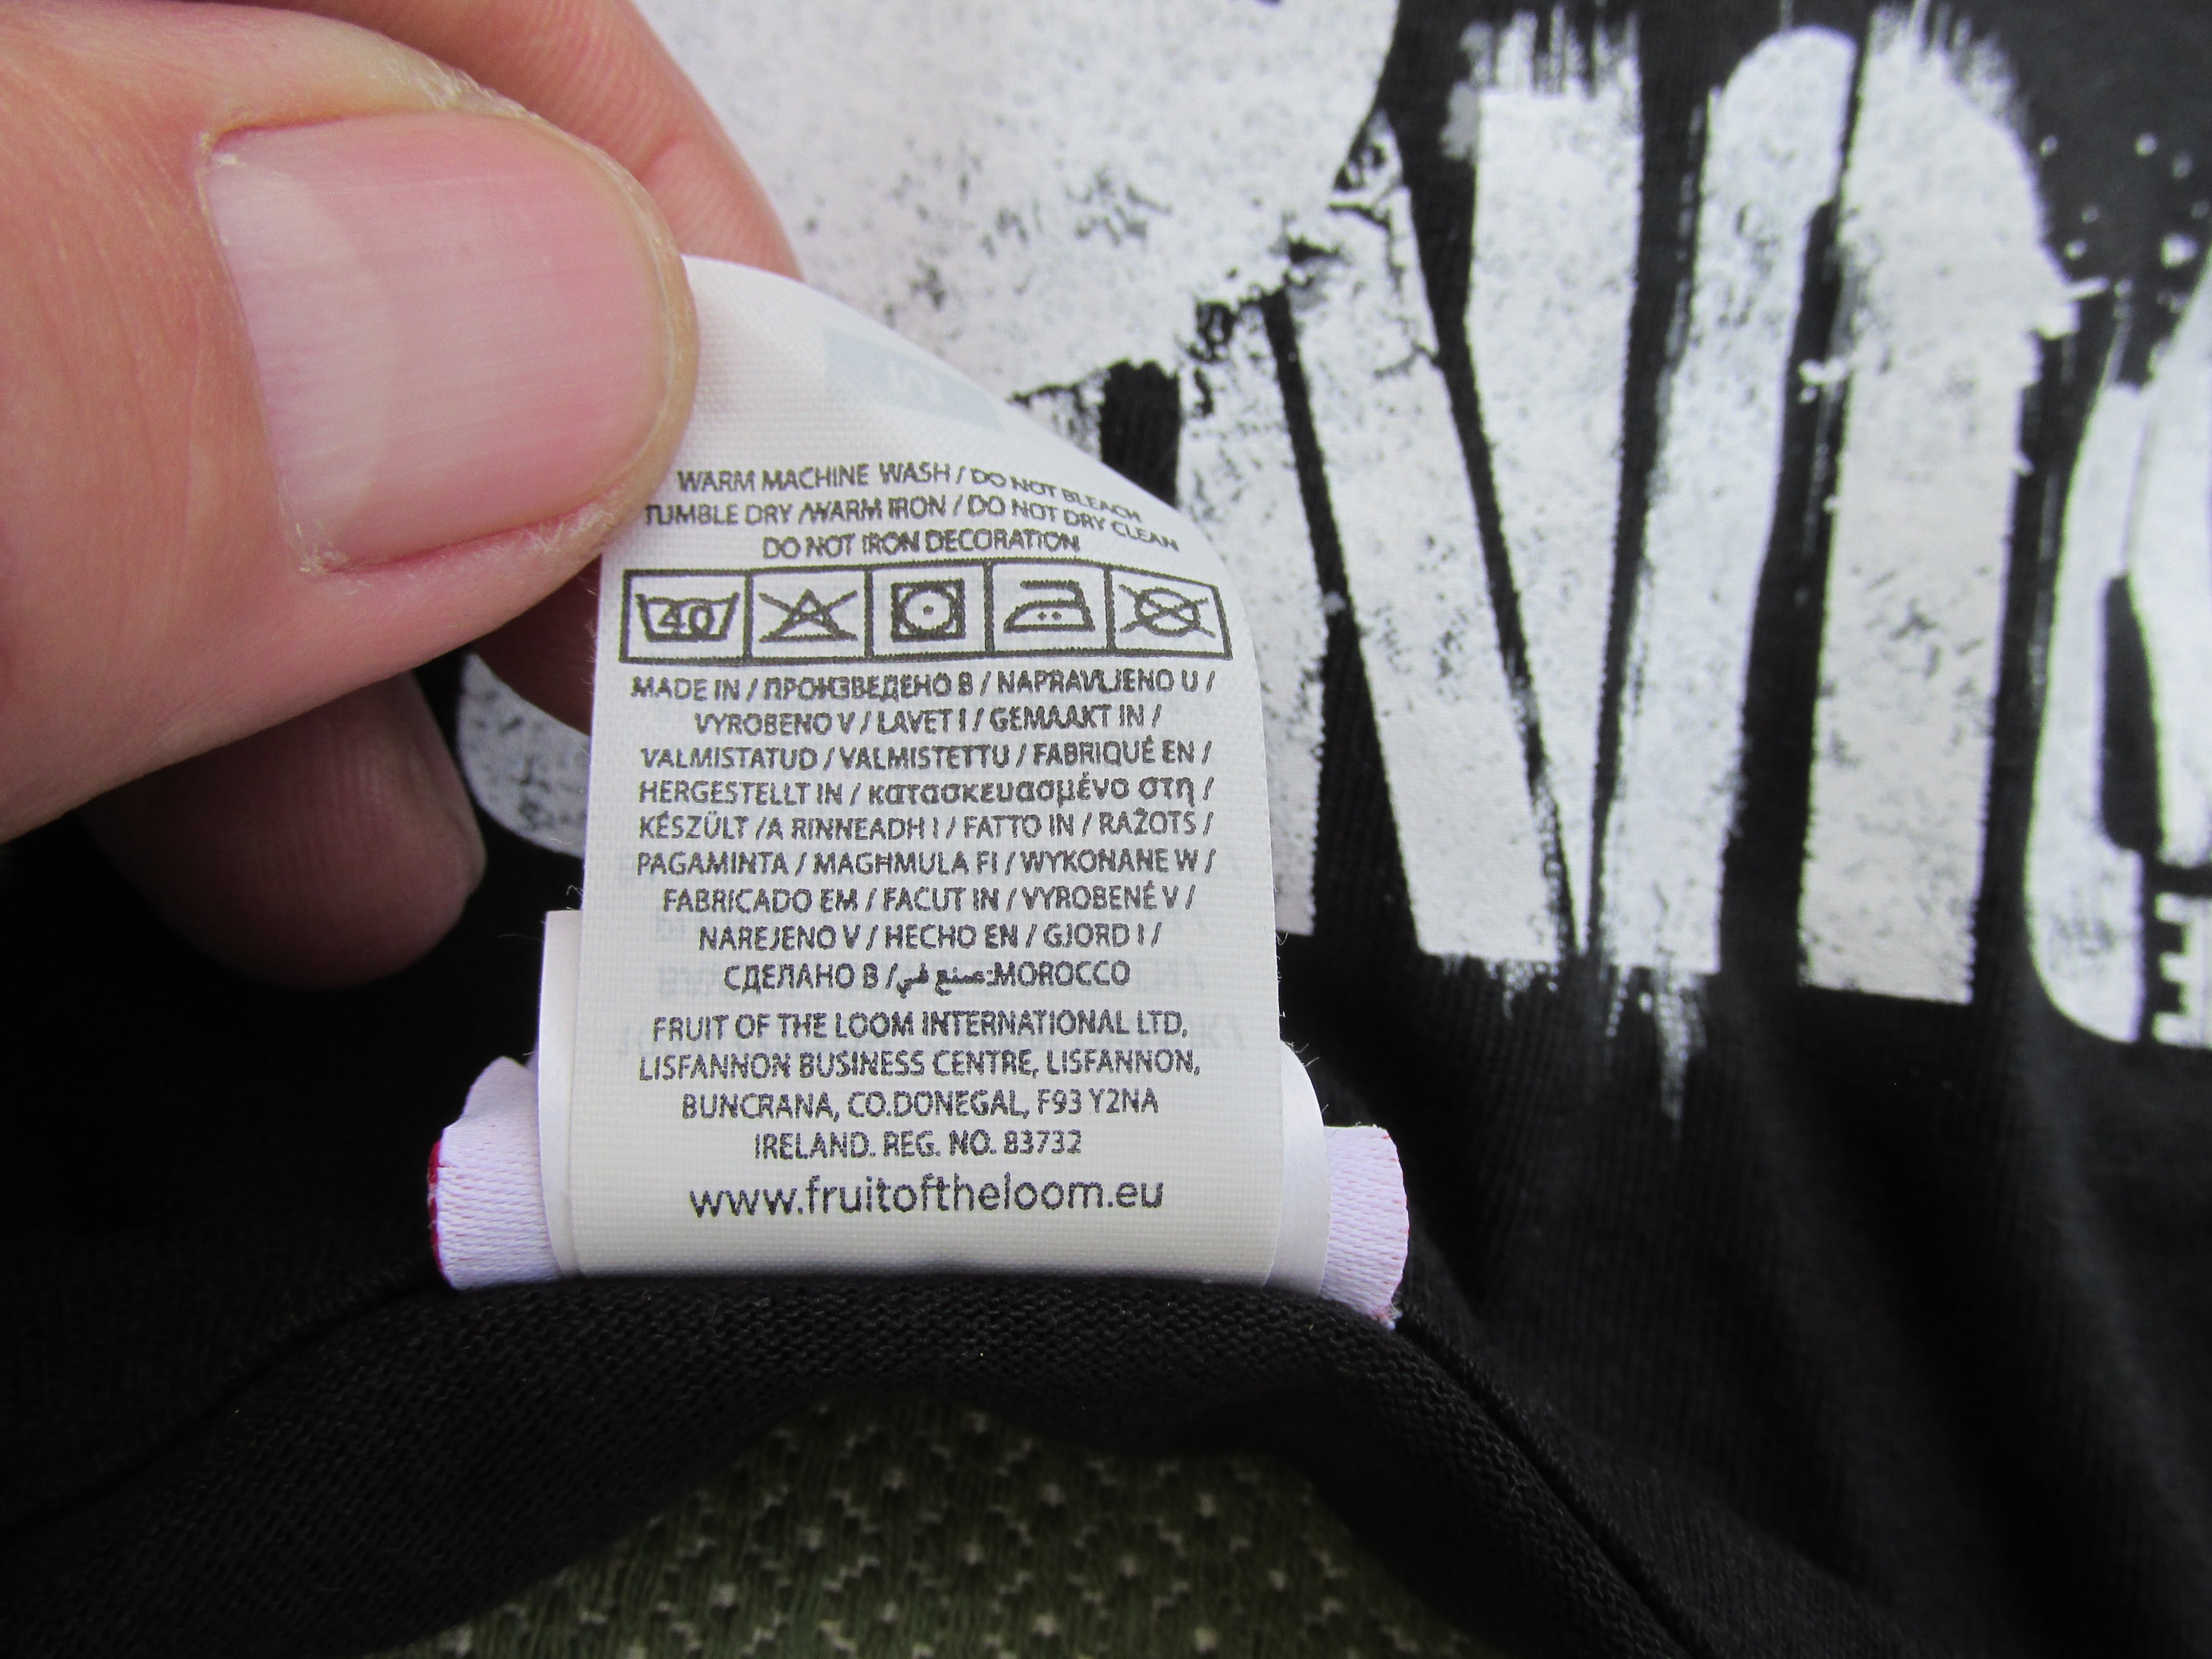 WARM MACHINE WASH / DO NOT BLEACH
TUMBLE DRY /WARM IRON / DO NOT DRY CLEAN
DO NOT IRON DECORATION
40
MADE IN / ПРОИЗВЕДЕНО В / NAPRAVLJENO U /
VYROBENO V / LAVET I / GEMAAKT IN /
VALMISTATUD / VALMISTETTU / FABRIQUÉ EN /
HERGESTELLT IN / κατασκευασμένο στη /
KÉSZÜLT /A RINNEADH I / FATTO IN / RAŽOTS /
PAGAMINTA / MAGHMULA FI / WYKONANE W /
FABRICADO EM / FACUT IN / VYROBENÉ V /
NAREJENO V / HECHO EN / GJORD I /
СДЕЛАНО В /صنع في:MOROCCO
FRUIT OF THE LOOM INTERNATIONAL LTD,
LISFANNON BUSINESS CENTRE, LISFANNON,
BUNCRANA, CO.DONEGAL, F93 Y2NA
IRELAND. REG. NO. 83732
www.fruitoftheloom.eu